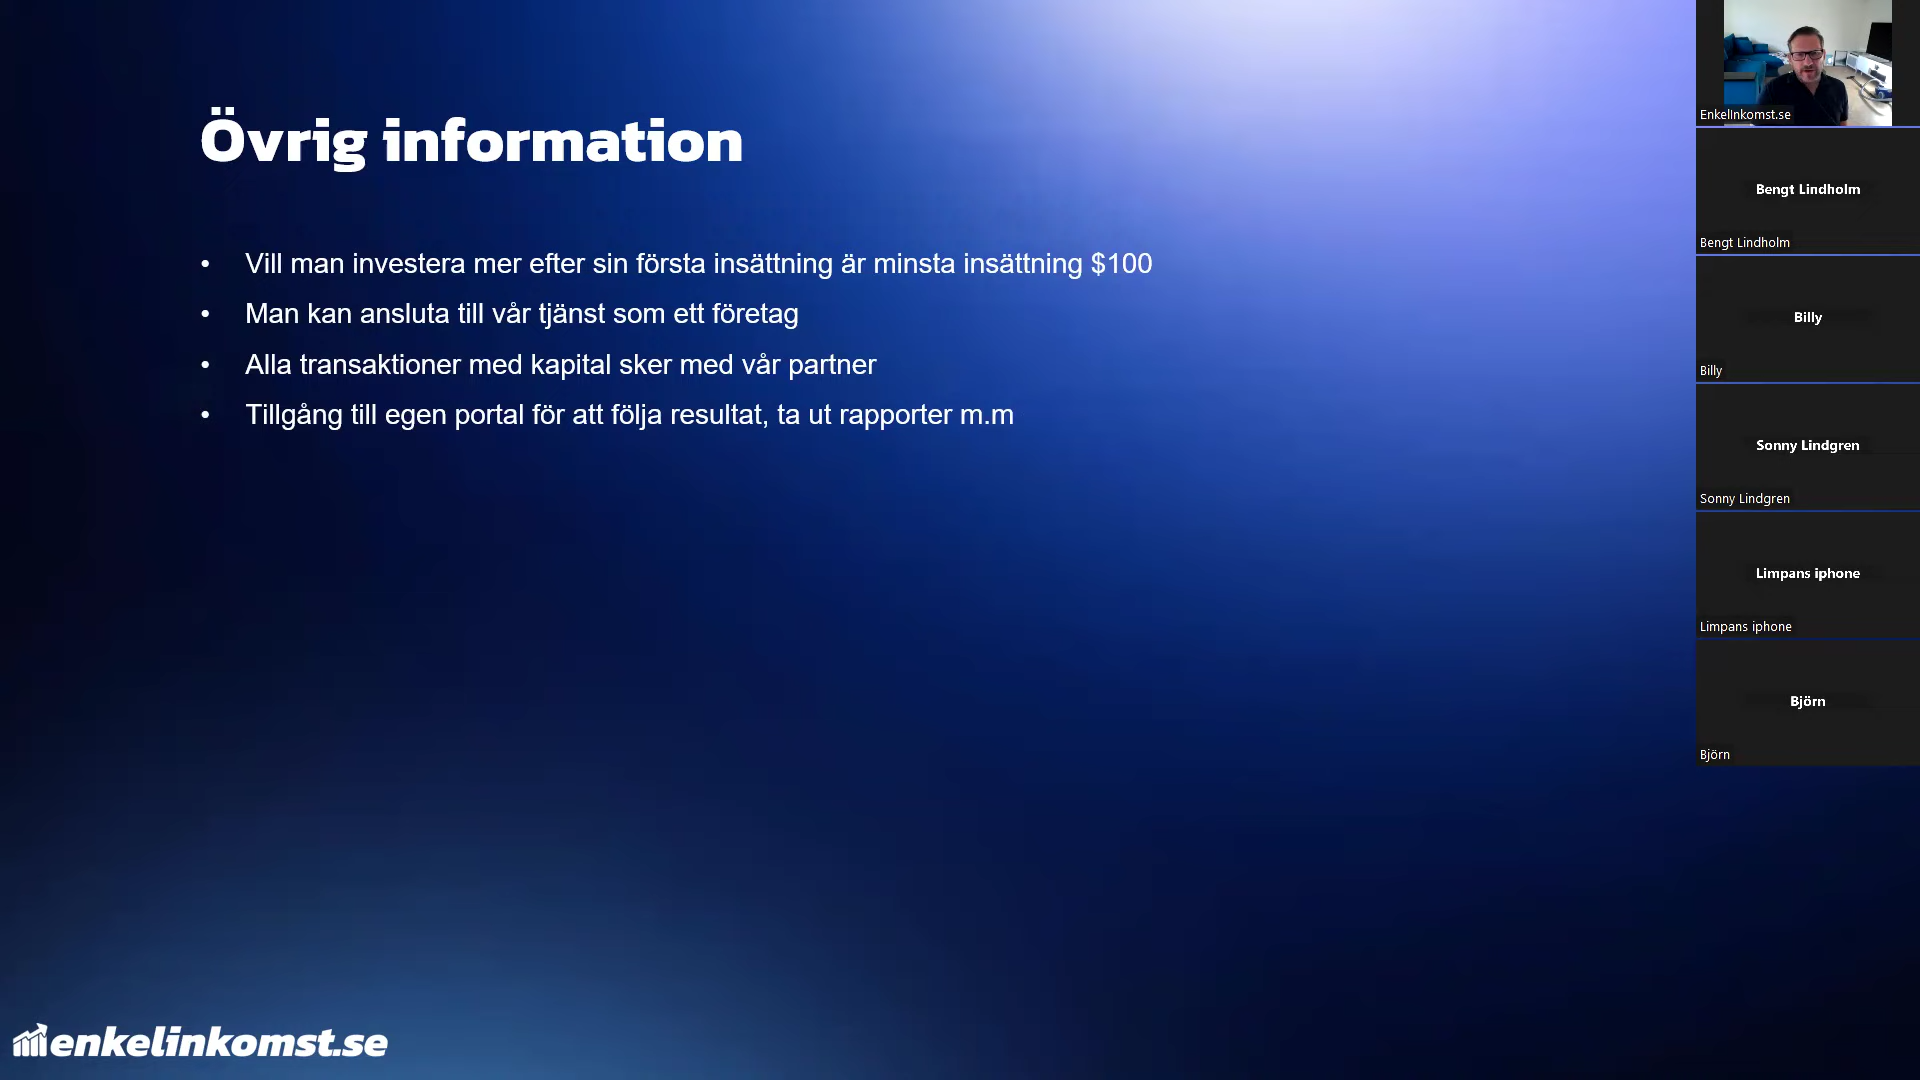 Övrig information
• Vill man investera mer efter sin första insättning är minsta insättning $100
• Man kan ansluta till vår tjänst som ett företag
• Alla transaktioner med kapital sker med vår partner
• Tillgång till egen portal för att följa resultat, ta ut rapporter m.m
enkelinkomst.se
EnkelInkomst.se
Bengt Lindholm
Bengt Lindholm
Billy
Billy
Sonny Lindgren
Sonny Lindgren
Limpans iphone
Limpans iphone
Björn
Björn